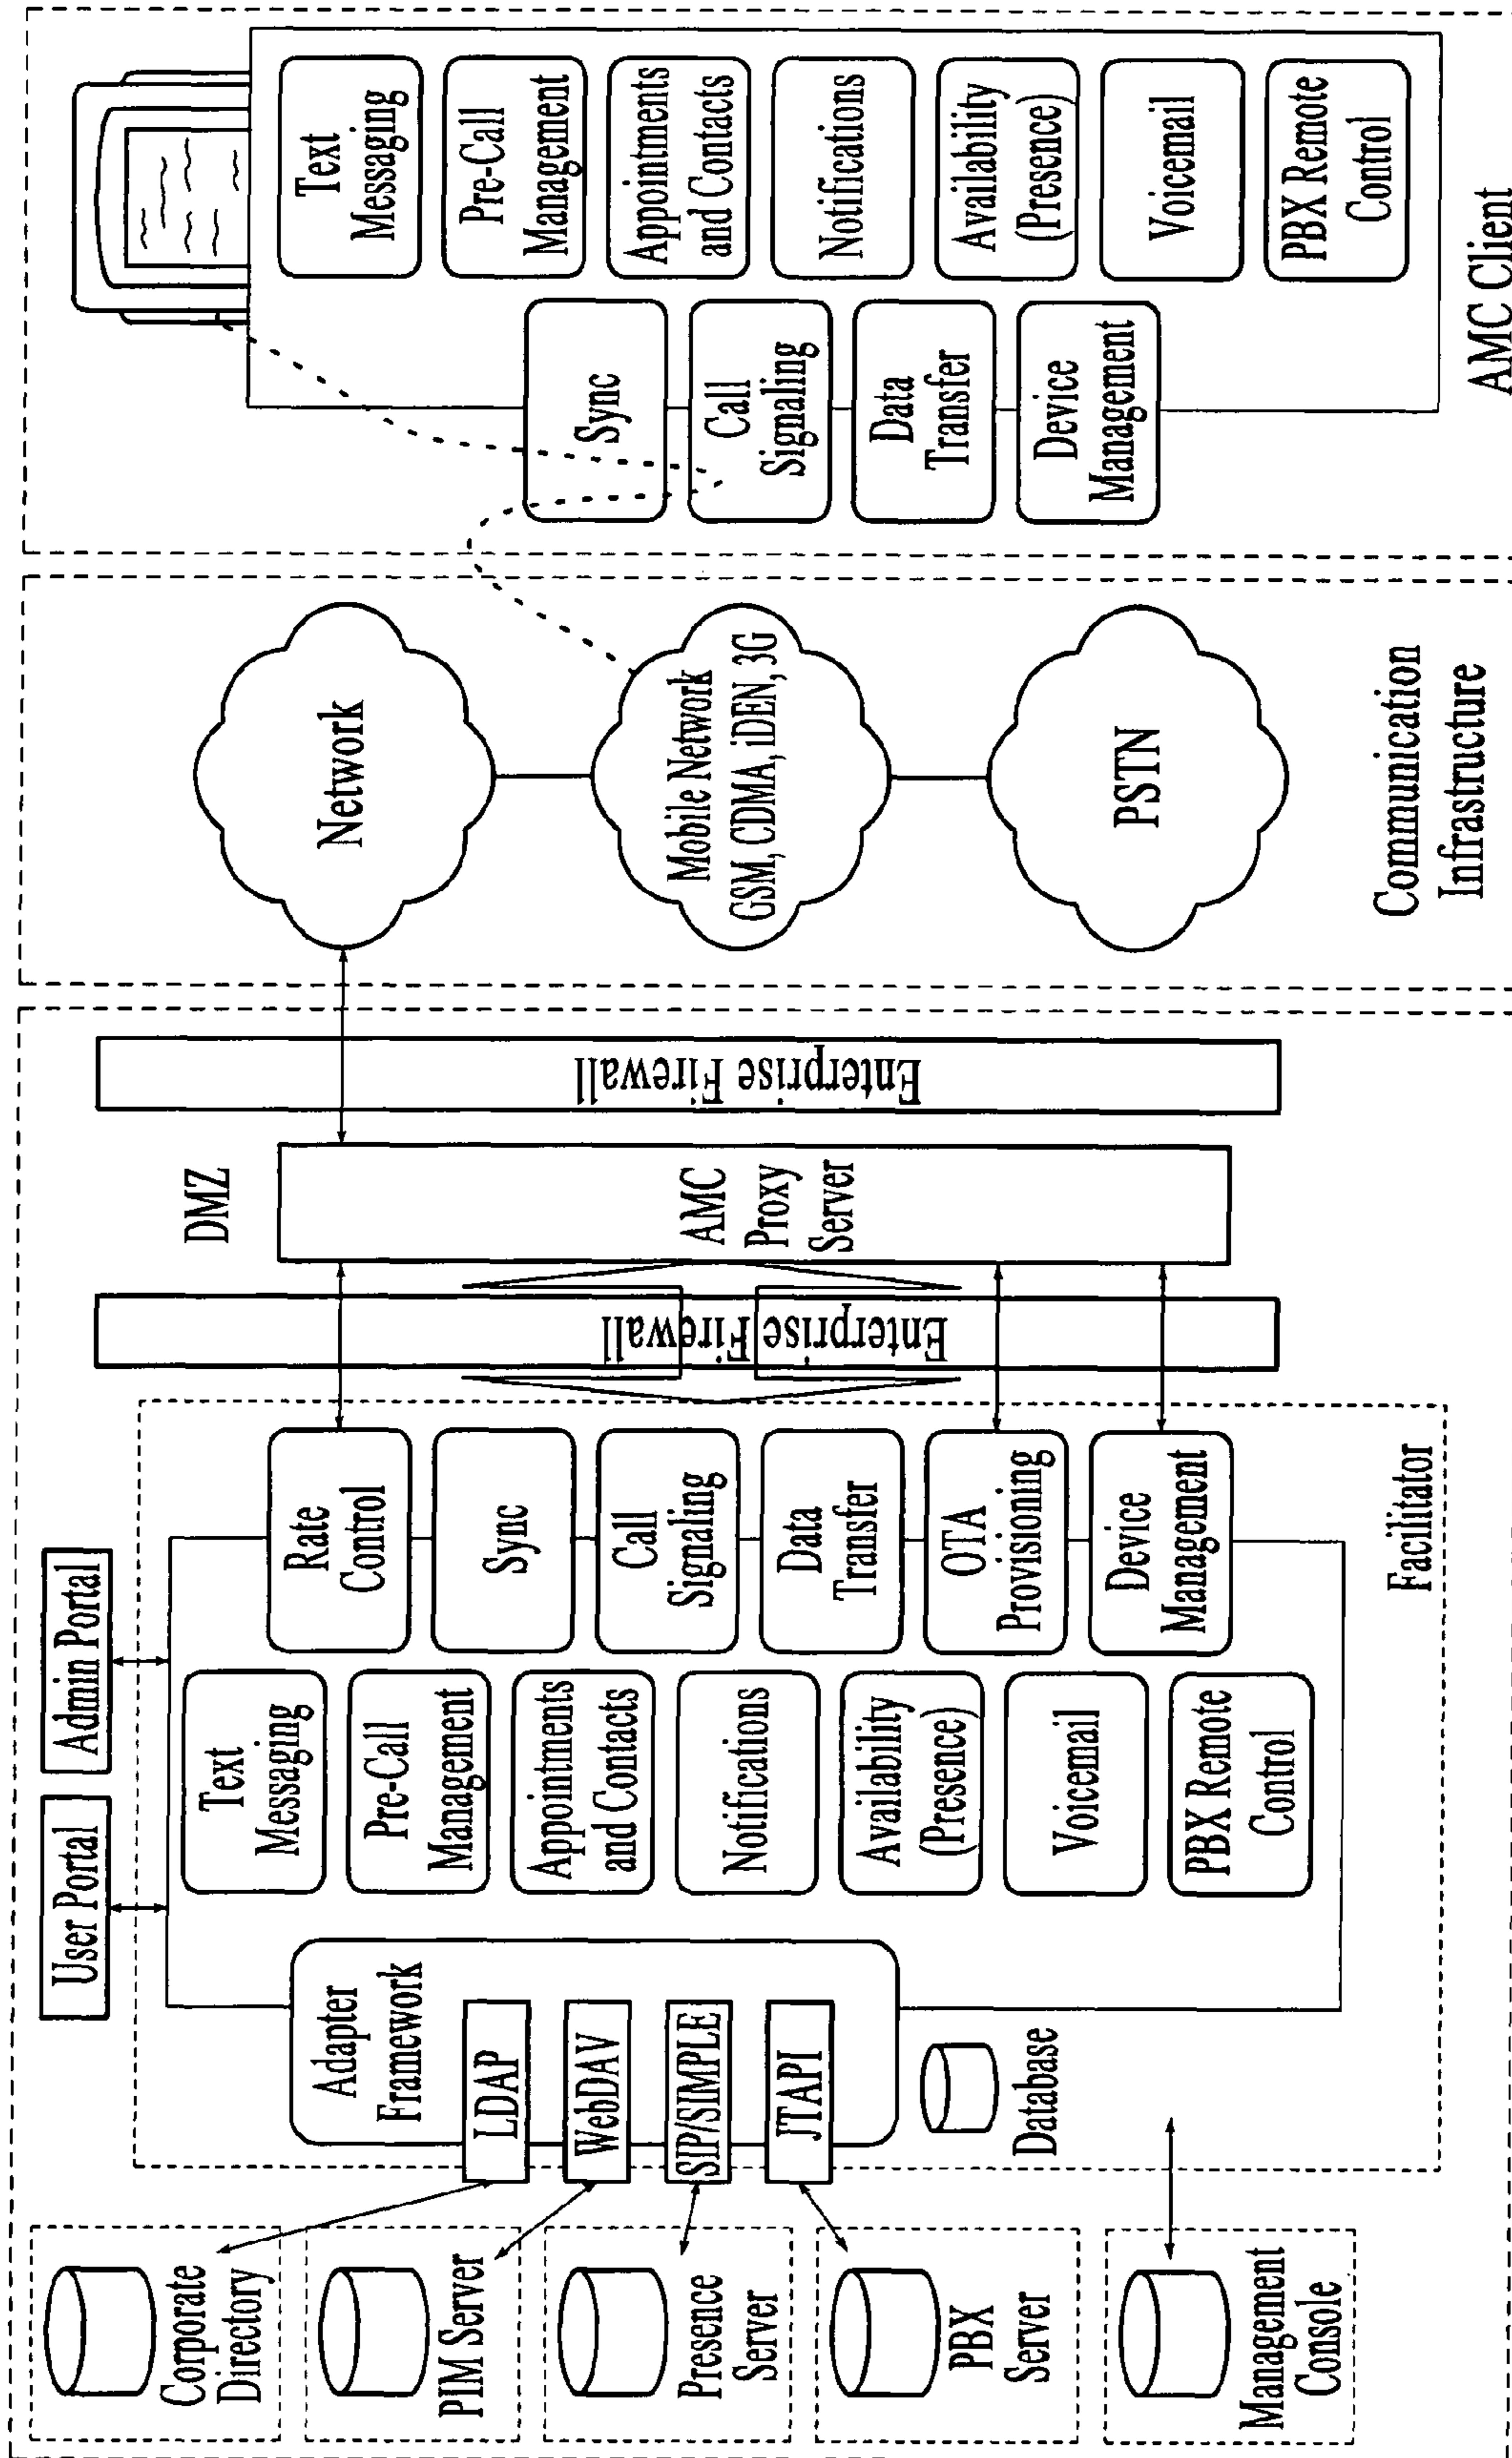 Corporate
Directory
PIM Server
Presence
Server
PBX
Server
Management
Console
User Portal
Admin Portal
Adapter
Framework
LDAP
WebDAV
SIP/SIMPLE
JTAPI
Database
Text
Messaging
Pre-Call
Management
Appointments
and Contacts
Notifications
Availability
(Presence)
Voicemail
PBX Remote
Control
Rate
Control
Sync
Call
Signaling
Data
Transfer
OTA
Provisioning
Device
Management
Facilitator
Enterprise Firewall
DMZ
AMC
Proxy
Server
Enterprise Firewall
Network
Mobile Network
GSM, CDMA, iDEN, 3G
PSTN
Communication
Infrastructure
Sync
Call
Signaling
Data
Transfer
Device
Management
Text
Messaging
Pre-Call
Management
Appointments
and Contacts
Notifications
Availability
(Presence)
Voicemail
PBX Remote
Control
AMC Client